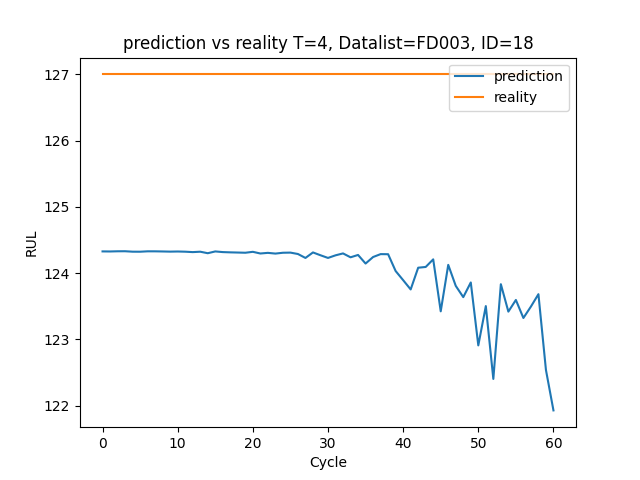 prediction vs reality T=4, Datalist=FD003, ID=18
127
126
125
124
123
122
RUL
prediction
reality
0 10 20 30 40 50 60
Cycle